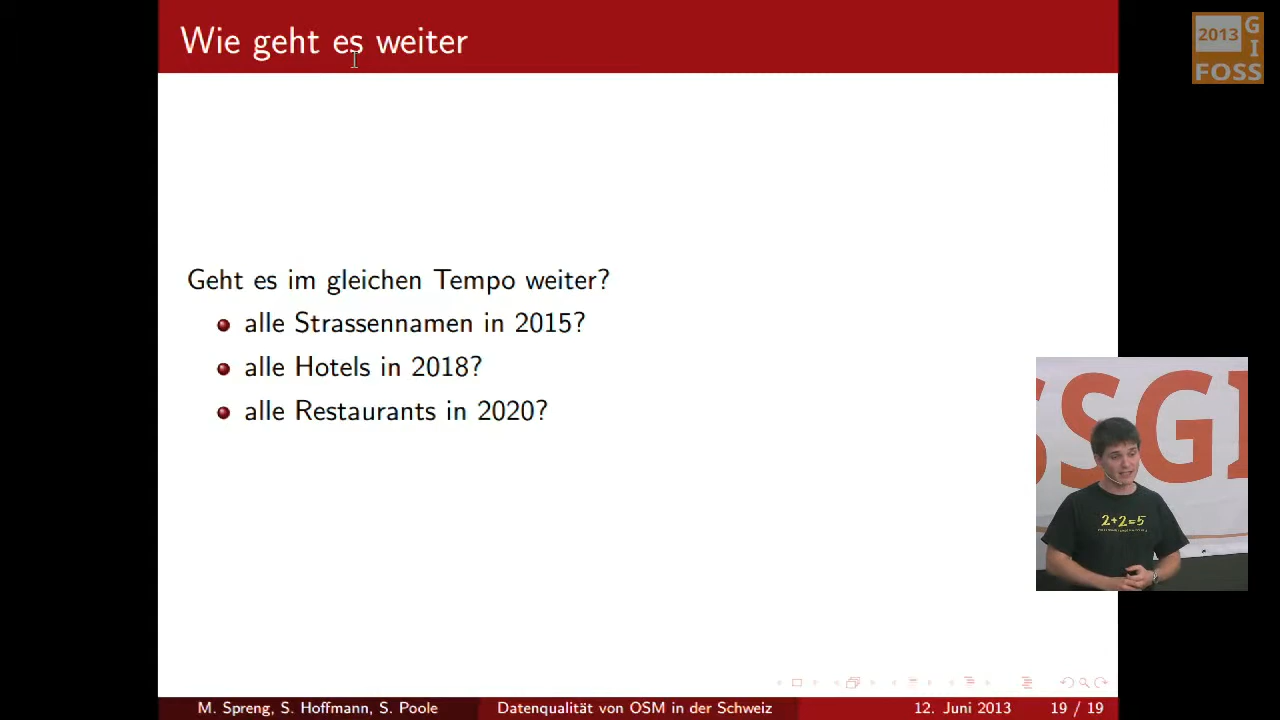 Wie geht es weiter
2013
G
I
FOSS
Geht es im gleichen Tempo weiter?
alle Strassennamen in 2015?
alle Hotels in 2018?
alle Restaurants in 2020?
SSGI
2+2=5
M. Spreng, S. Hoffmann, S. Poole
Datenqualität von OSM in der Schweiz
12. Juni 2013
19 / 19